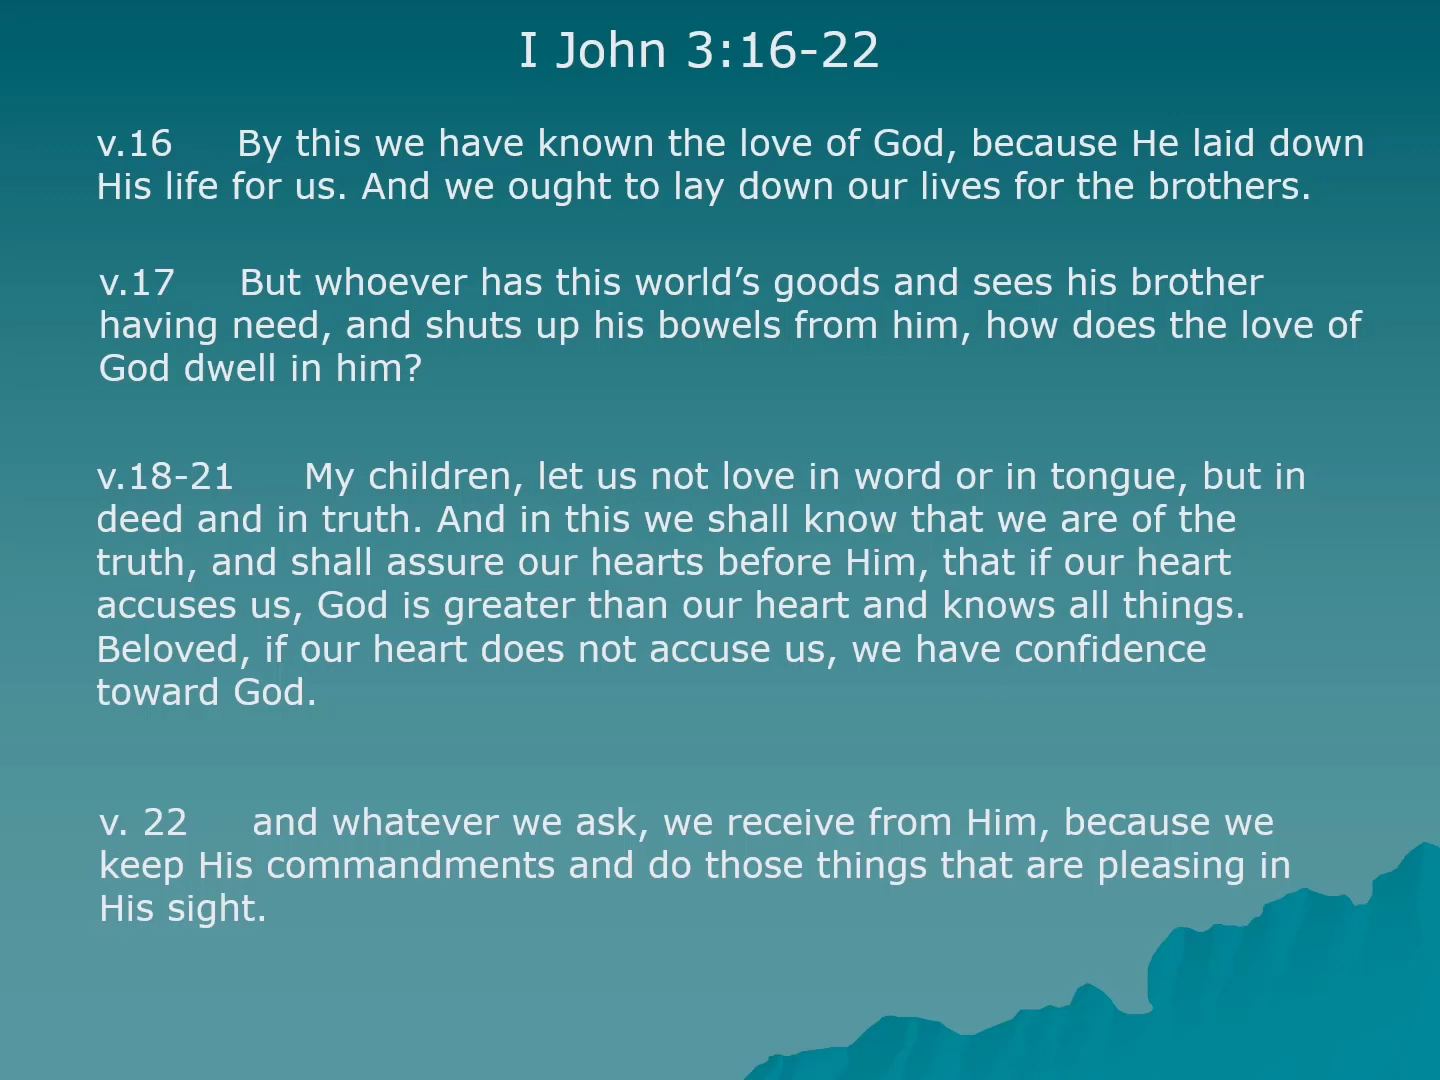 I John 3:16-22
v.16 By this we have known the love of God, because He laid down
His life for us. And we ought to lay down our lives for the brothers.
v.17 But whoever has this world’s goods and sees his brother
having need, and shuts up his bowels from him, how does the love of
God dwell in him?
v.18-21 My children, let us not love in word or in tongue, but in
deed and in truth. And in this we shall know that we are of the
truth, and shall assure our hearts before Him, that if our heart
accuses us, God is greater than our heart and knows all things.
Beloved, if our heart does not accuse us, we have confidence
toward God.
v. 22 and whatever we ask, we receive from Him, because we
keep His commandments and do those things that are pleasing in
His sight.